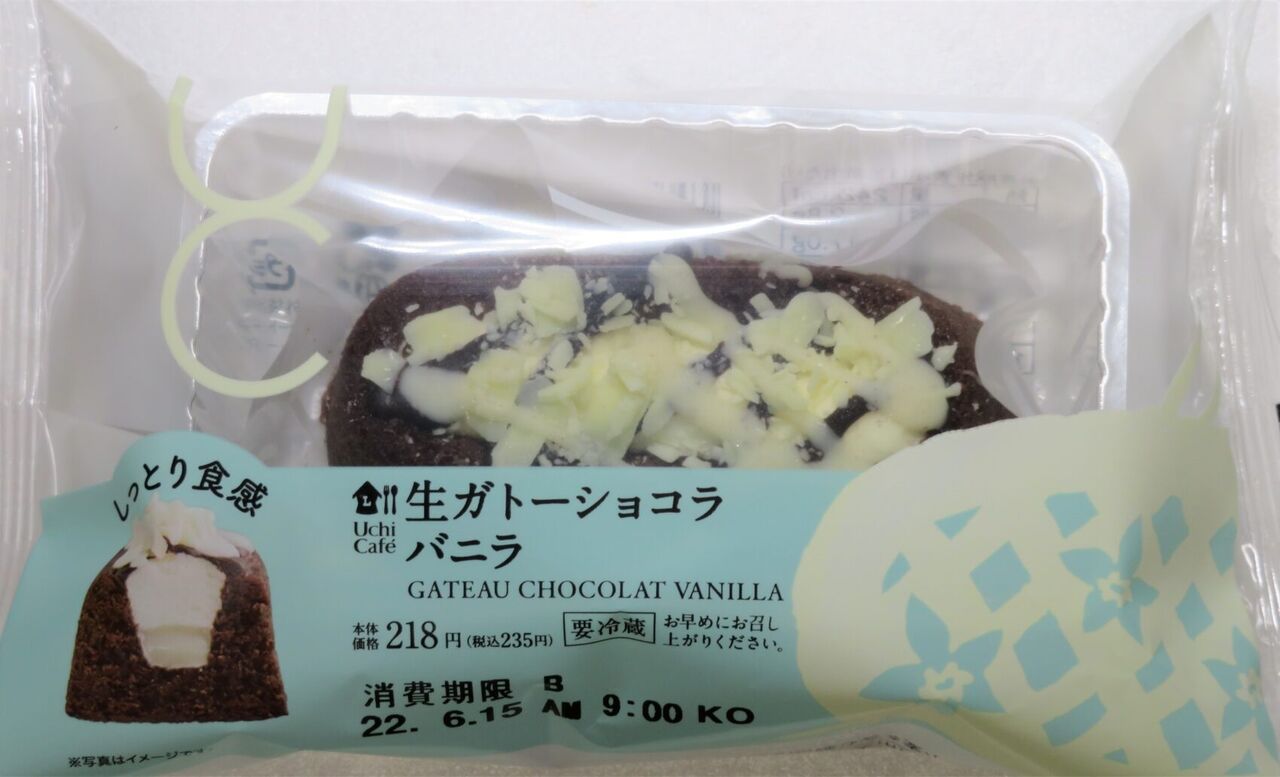 UC
しっとり食感
Uchi
Café
生ガトーショコラ
バニラ
GATEAU CHOCOLAT VANILLA
本体
価格 218円(税込235円)
要冷蔵
お早めにお召し
上がりください。
消費期限 B
22. 6.15 AM 9:00 KO
※写真はイメージです